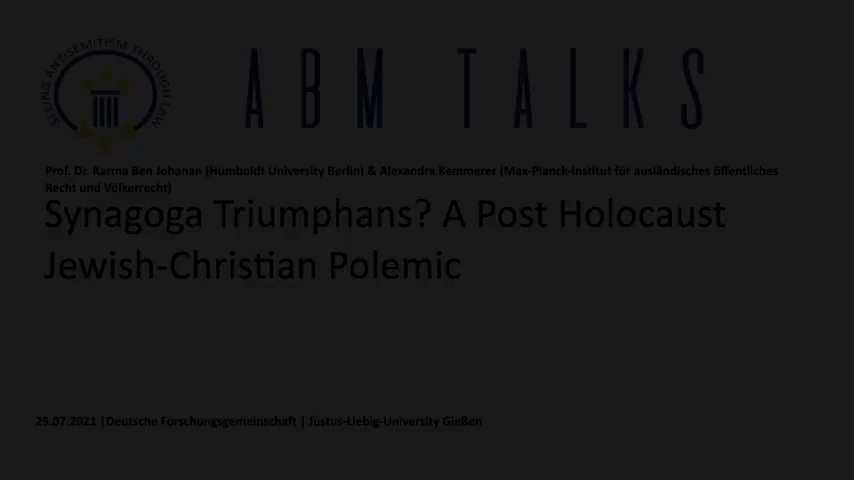 SEEING ANTISEMITISM THROUGH LAW
ABM TALKS
Prof. Dr. Karma Ben Johanan (Humboldt University Berlin) & Alexandra Kemmerer (Max-Planck-Institut für ausländisches öffentliches
Recht und Völkerrecht)
Synagoga Triumphans? A Post Holocaust
Jewish-Christian Polemic
29.07.2021 |Deutsche Forschungsgemeinschaft | Justus-Liebig-University Gießen